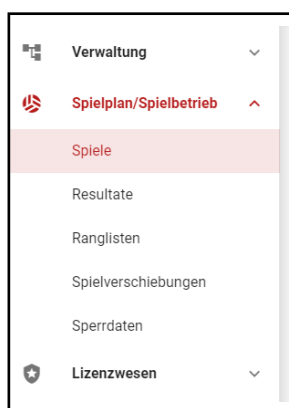 Verwaltung
Spielplan/Spielbetrieb
Spiele
Resultate
Ranglisten
Spielverschiebungen
Sperrdaten
Lizenzwesen